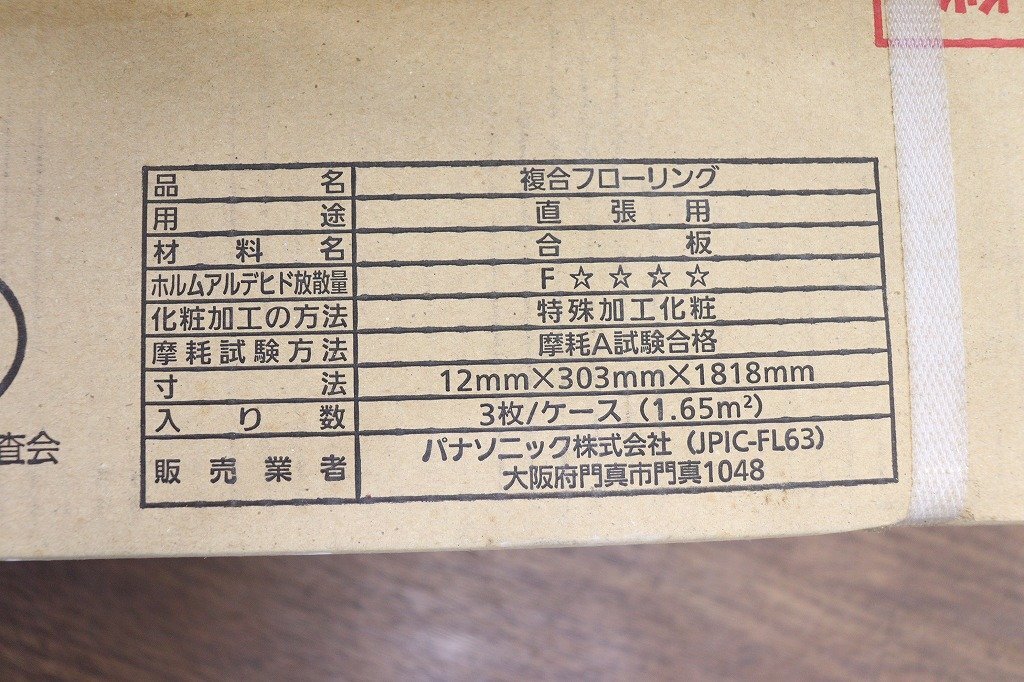 品名 複合フローリング
用途 直張用
材料名 合板
ホルムアルデヒド放散量 F☆☆☆☆
化粧加工の方法 特殊加工化粧
摩耗試験方法 摩耗A試験合格
寸法 12mm×303mm×1818mm
入り数 3枚/ケース（1.65m²）
販売業者 パナソニック株式会社（JPIC-FL63）
大阪府門真市門真1048
査会